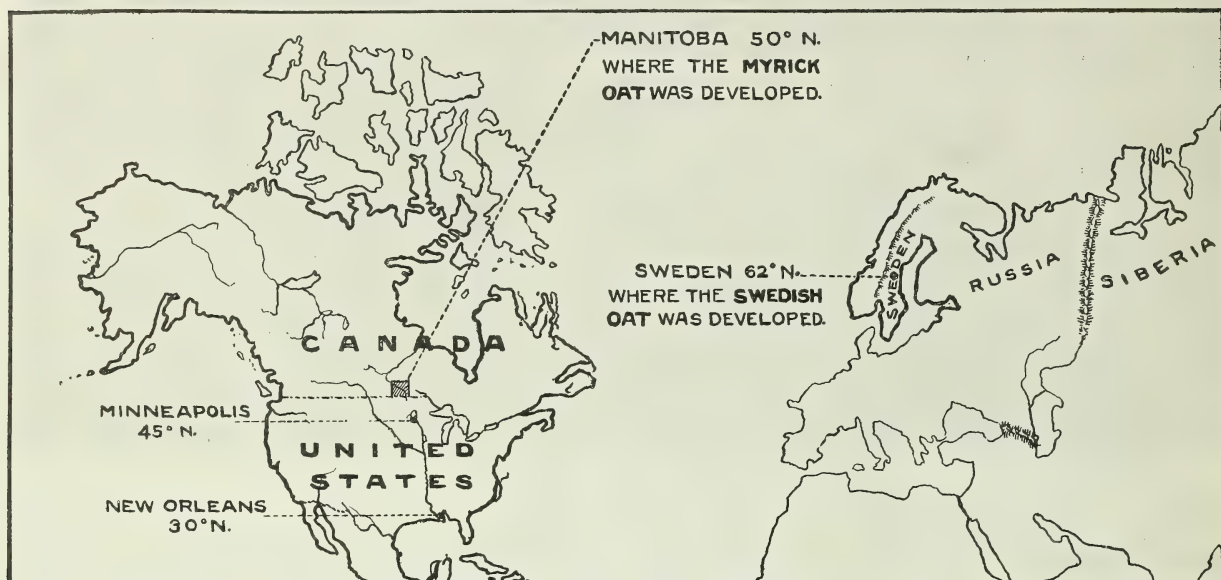 MANITOBA 50° N.
WHERE THE MYRICK
OAT WAS DEVELOPED.
SWEDEN 62° N.
WHERE THE SWEDISH
OAT WAS DEVELOPED.
SWEDEN
RUSSIA
SIBERIA
CANADA
MINNEAPOLIS
45° N.
UNITED
STATES
NEW ORLEANS
30° N.